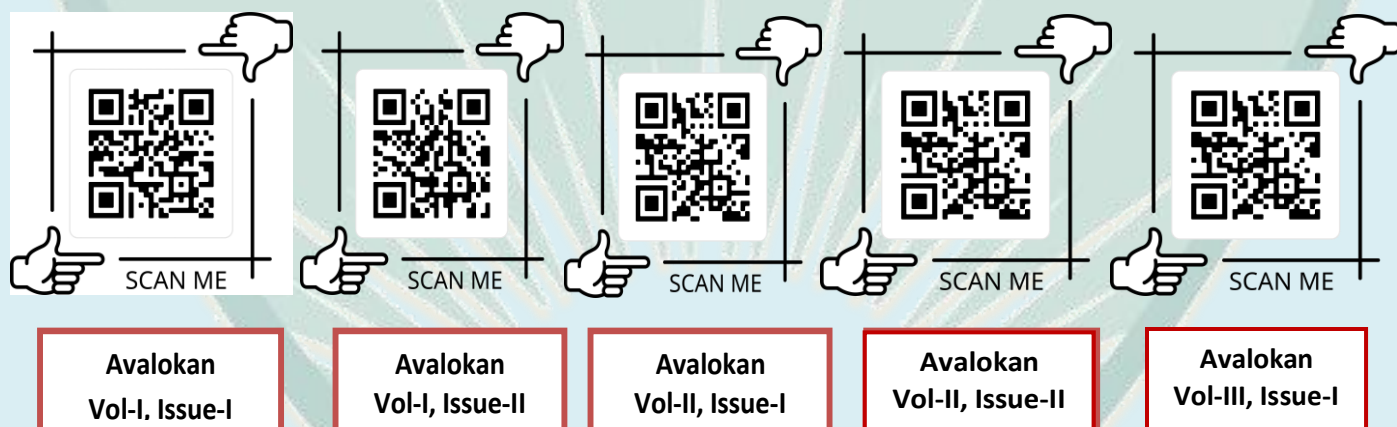 SCAN ME
SCAN ME
SCAN ME
SCAN ME
SCAN ME
Avalokan
Vol-I, Issue-I
Avalokan
Vol-I, Issue-II
Avalokan
Vol-II, Issue-I
Avalokan
Vol-II, Issue-II
Avalokan
Vol-III, Issue-I